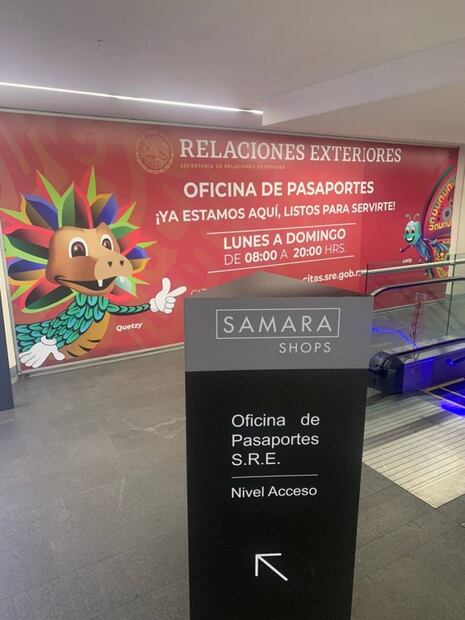 RELACIONES EXTERIORES
SECRETARÍA DE RELACIONES EXTERIORES
OFICINA DE PASAPORTES
¡YA ESTAMOS AQUÍ, LISTOS PARA SERVIRTE!
LUNES A DOMINGO
DE 08:00 A 20:00 HRS.
citas.sre.gob
Quetzy
Lutly
SAMARA
SHOPS
Oficina de
Pasaportes
S.R.E.
Nivel Acceso